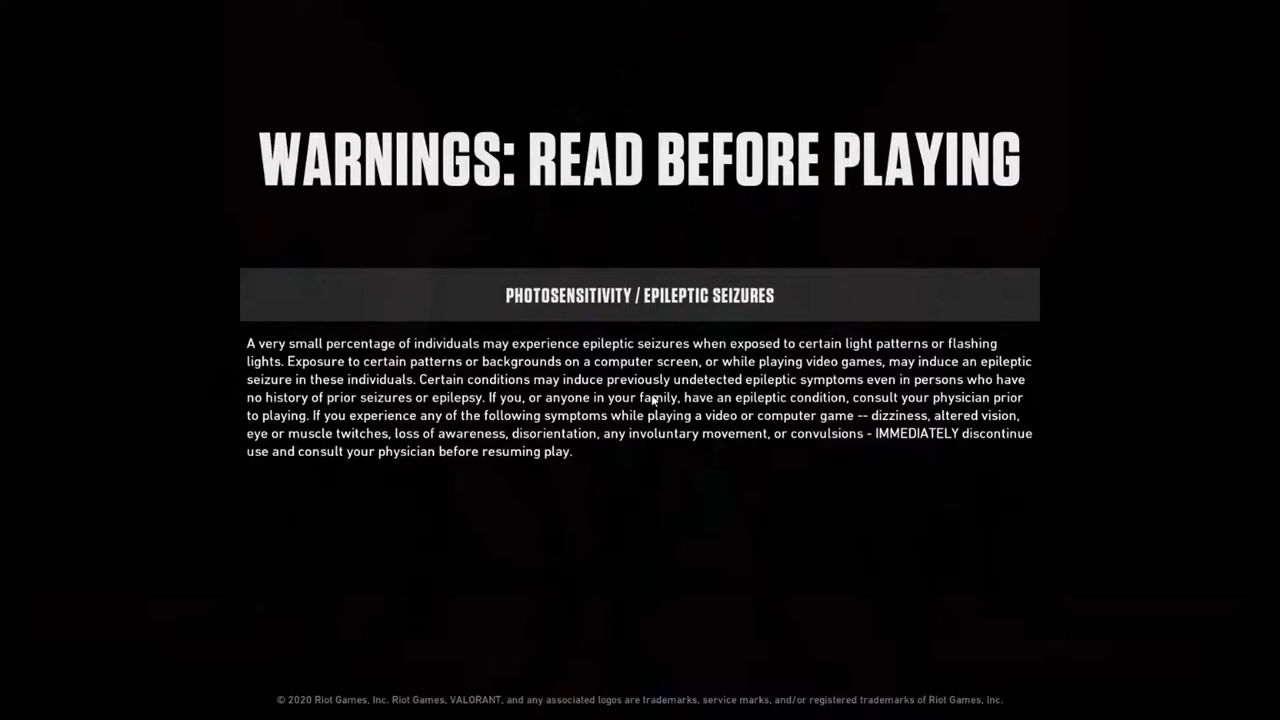 WARNINGS: READ BEFORE PLAYING
PHOTOSENSITIVITY / EPILEPTIC SEIZURES
A very small percentage of individuals may experience epileptic seizures when exposed to certain light patterns or flashing
lights. Exposure to certain patterns or backgrounds on a computer screen, or while playing video games, may induce an epileptic
seizure in these individuals. Certain conditions may induce previously undetected epileptic symptoms even in persons who have
no history of prior seizures or epilepsy. If you, or anyone in your family, have an epileptic condition, consult your physician prior
to playing. If you experience any of the following symptoms while playing a video or computer game -- dizziness, altered vision,
eye or muscle twitches, loss of awareness, disorientation, any involuntary movement, or convulsions - IMMEDIATELY discontinue
use and consult your physician before resuming play.
© 2020 Riot Games, Inc. Riot Games, VALORANT, and any associated logos are trademarks, service marks, and/or registered trademarks of Riot Games, Inc.